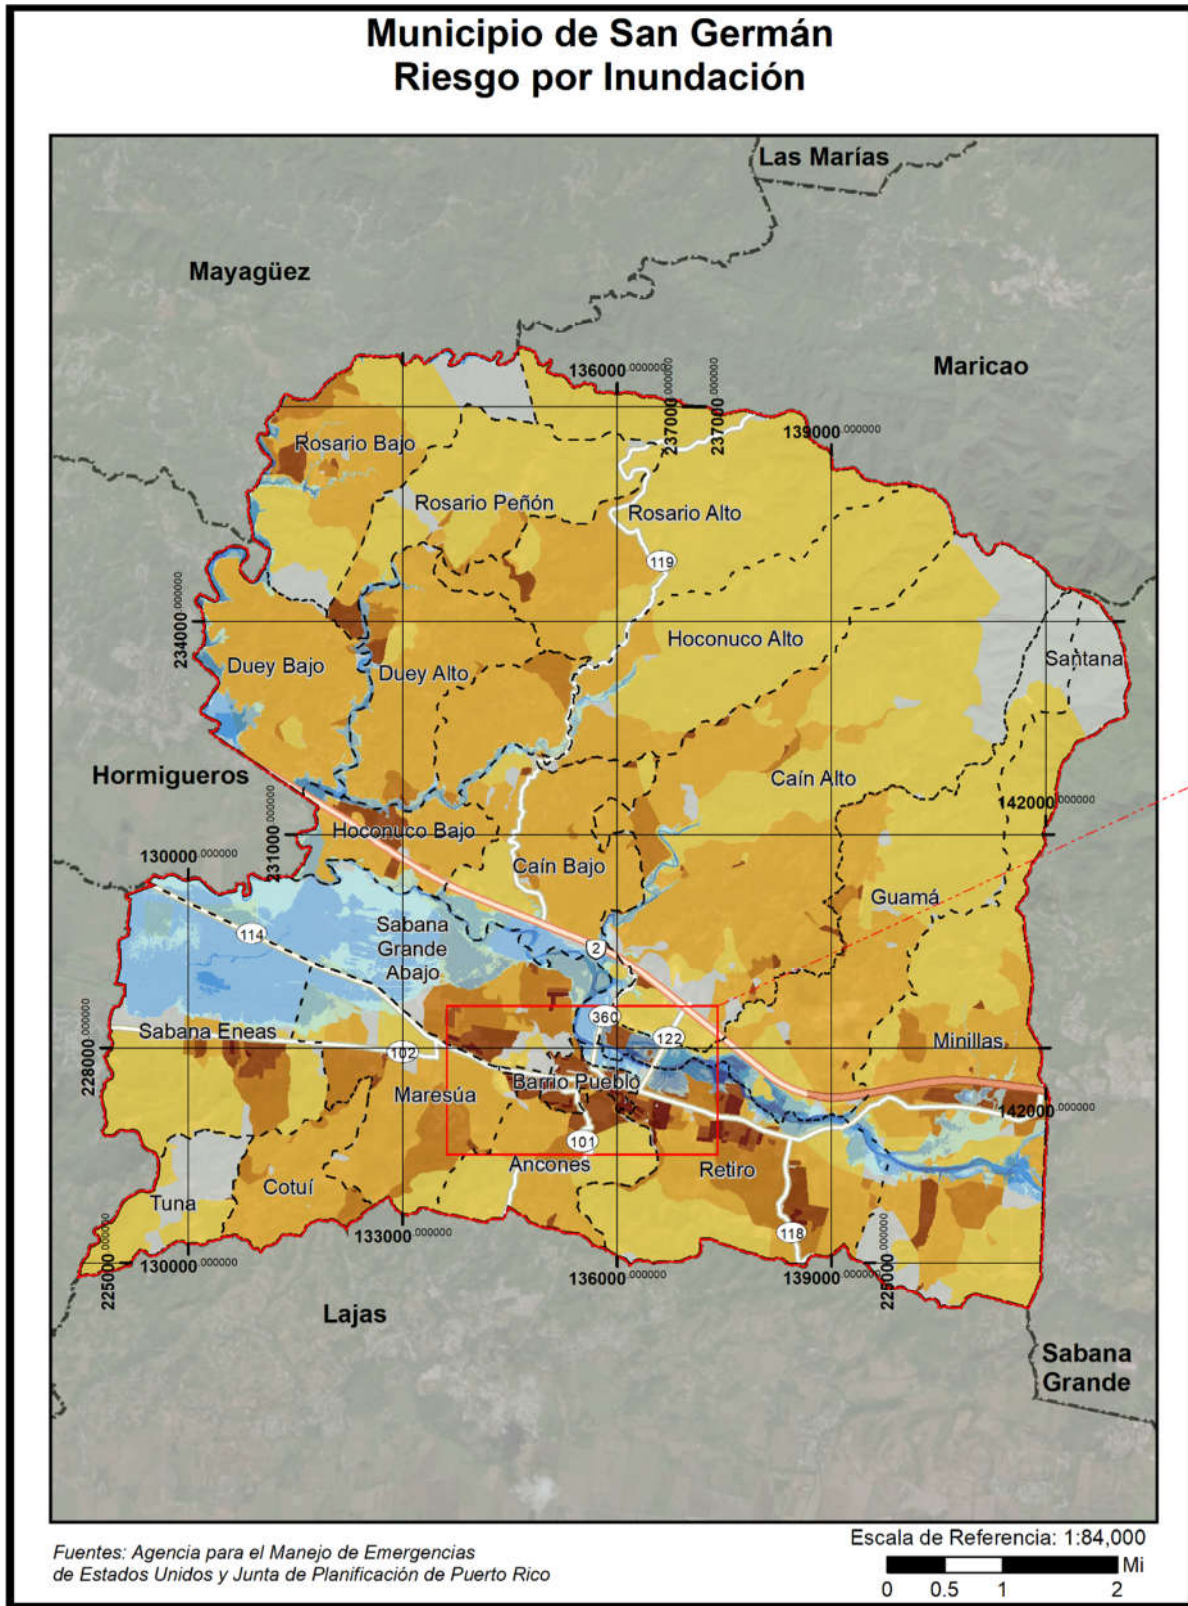 Municipio de San Germán
Riesgo por Inundación
Las Marías
Mayagüez
Maricao
136000.000000
237000.000000
237000.000000
139000.000000
Rosario Bajo
Rosario Peñón
Rosario Alto
119
234000.000000
Hoconuco Alto
Santana
Duey Bajo
Duey Alto
Hormigueros
Caín Alto
142000.000000
231000.000000
Hoconuco Bajo
130000.000000
Caín Bajo
Guamá
114
Sabana
Grande
Abajo
2
360
122
228000.000000
Sabana Eneas
102
Minillas
Maresúa
Barrio Pueblo
142000.000000
101
Ancones
Retiro
Tuna
Cotuí
133000.000000
118
225000.000000
130000.000000
136000.000000
139000.000000
225000.000000
Lajas
Sabana
Grande
Escala de Referencia: 1:84,000
Mi
0 0.5 1 2
Fuentes: Agencia para el Manejo de Emergencias
de Estados Unidos y Junta de Planificación de Puerto Rico